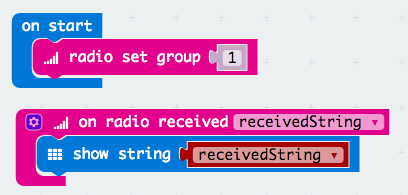 on start
radio set group 1
on radio received receivedString
show string receivedString